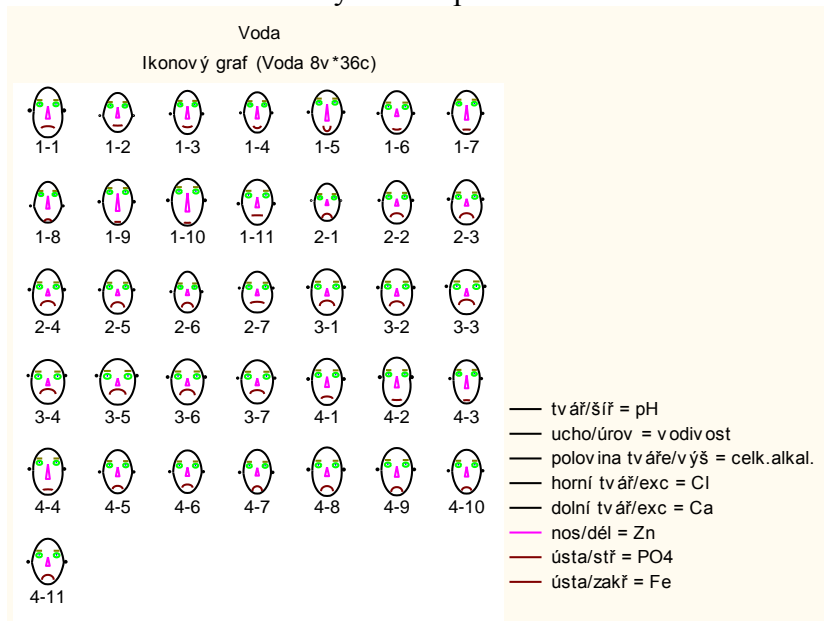 Voda
Ikonový graf (Voda 8v*36c)
1-1 1-2 1-3 1-4 1-5 1-6 1-7
1-8 1-9 1-10 1-11 2-1 2-2 2-3
2-4 2-5 2-6 2-7 3-1 3-2 3-3
3-4 3-5 3-6 3-7 4-1 4-2 4-3
4-4 4-5 4-6 4-7 4-8 4-9 4-10
4-11
tvář/šíř = pH
ucho/úrov = vodivost
polovina tváře/výš = celk.alkal.
horní tvář/exc = Cl
dolní tvář/exc = Ca
nos/dél = Zn
ústa/stř = PO4
ústa/zakř = Fe